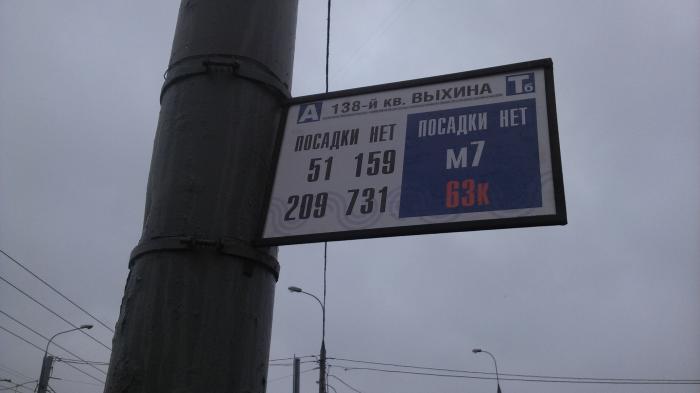 А 138-й кв. ВЫХИНА Тб
ПОСАДКИ НЕТ
51 159
209 731
ПОСАДКИ НЕТ
м7
63к